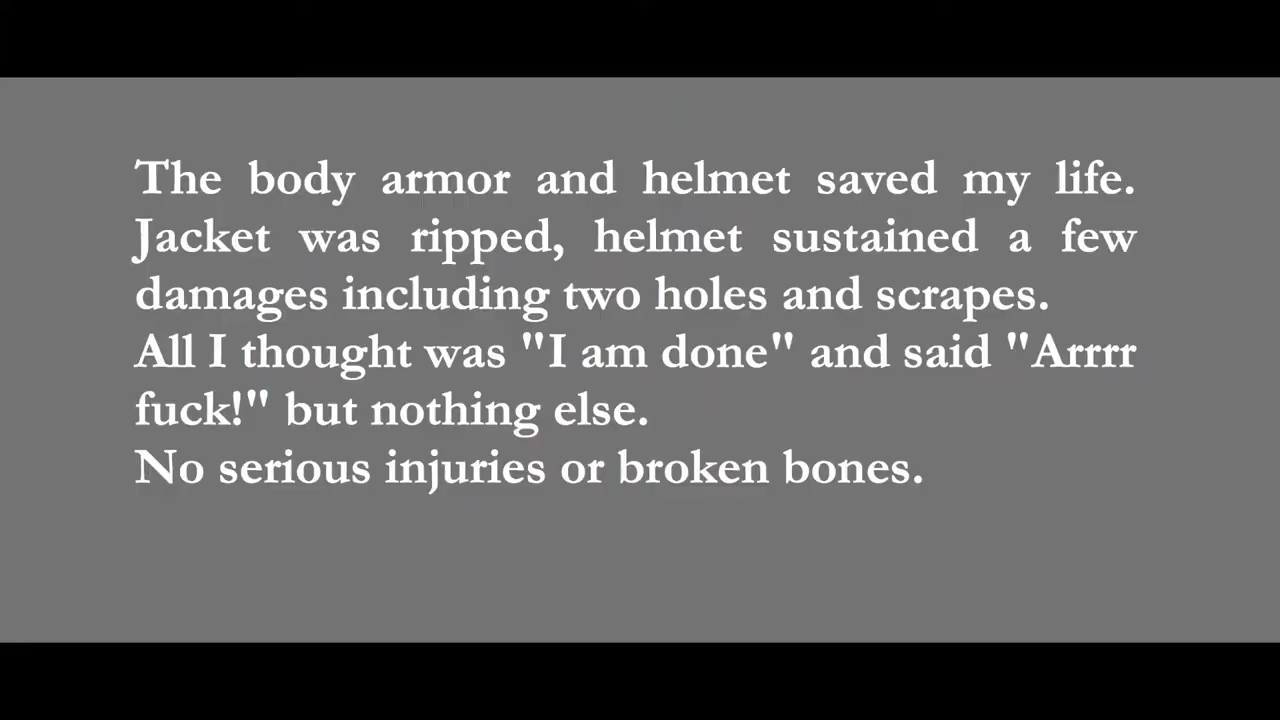 The body armor and helmet saved my life.
Jacket was ripped, helmet sustained a few
damages including two holes and scrapes.
All I thought was "I am done" and said "Arrrr
fuck!" but nothing else.
No serious injuries or broken bones.